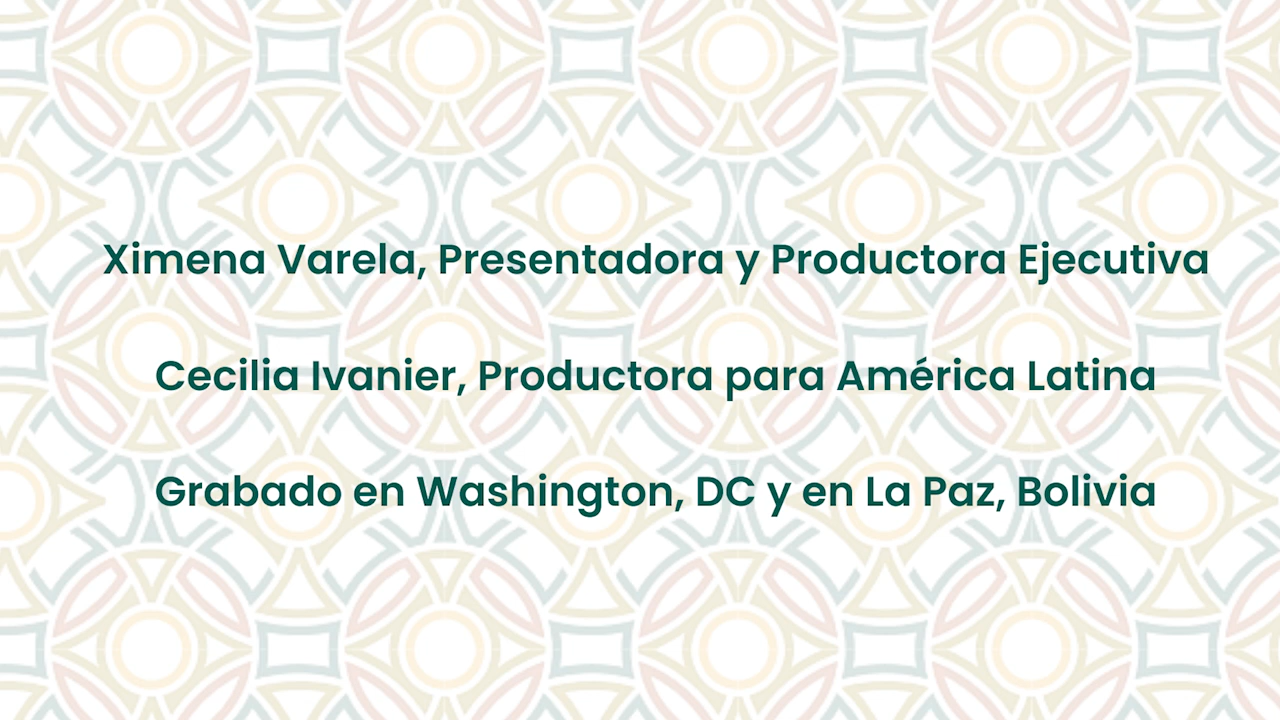 Ximena Varela, Presentadora y Productora Ejecutiva
Cecilia Ivanier, Productora para América Latina
Grabado en Washington, DC y en La Paz, Bolivia